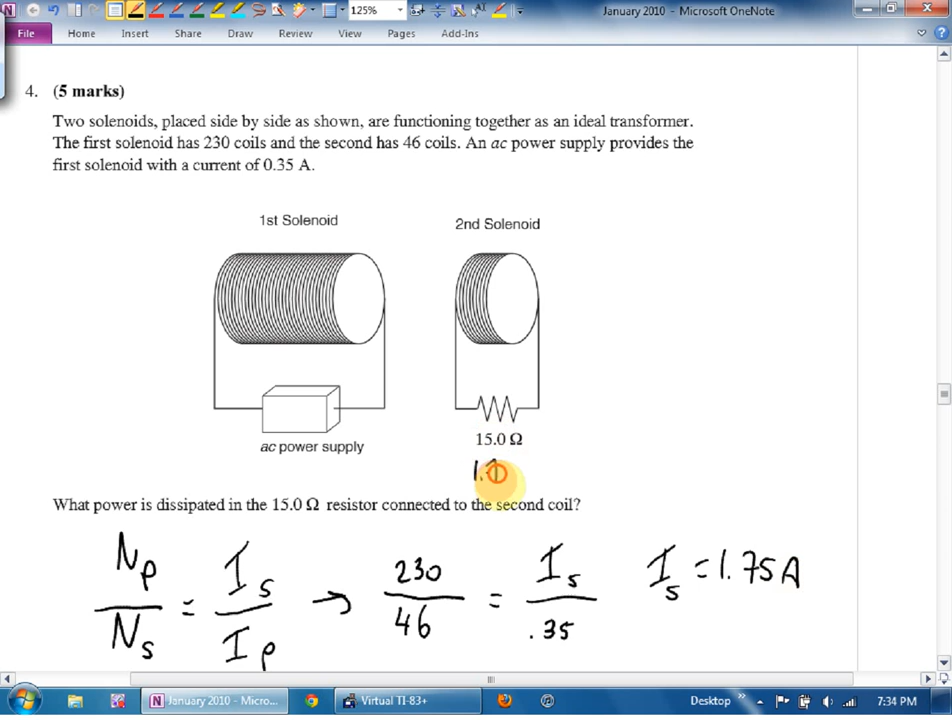 125%
January 2010 - Microsoft OneNote
File Home Insert Share Draw Review View Pages Add-Ins
4. (5 marks)
Two solenoids, placed side by side as shown, are functioning together as an ideal transformer.
The first solenoid has 230 coils and the second has 46 coils. An ac power supply provides the
first solenoid with a current of 0.35 A.
1st Solenoid
2nd Solenoid
15.0 Ω
ac power supply
1.7
What power is dissipated in the 15.0 Ω resistor connected to the second coil?
Np/Ns = Is/Ip → 230/46 = Is/.35 Is = 1.75A
January 2010 - Micro... Virtual TI-83+ Desktop » 7:34 PM